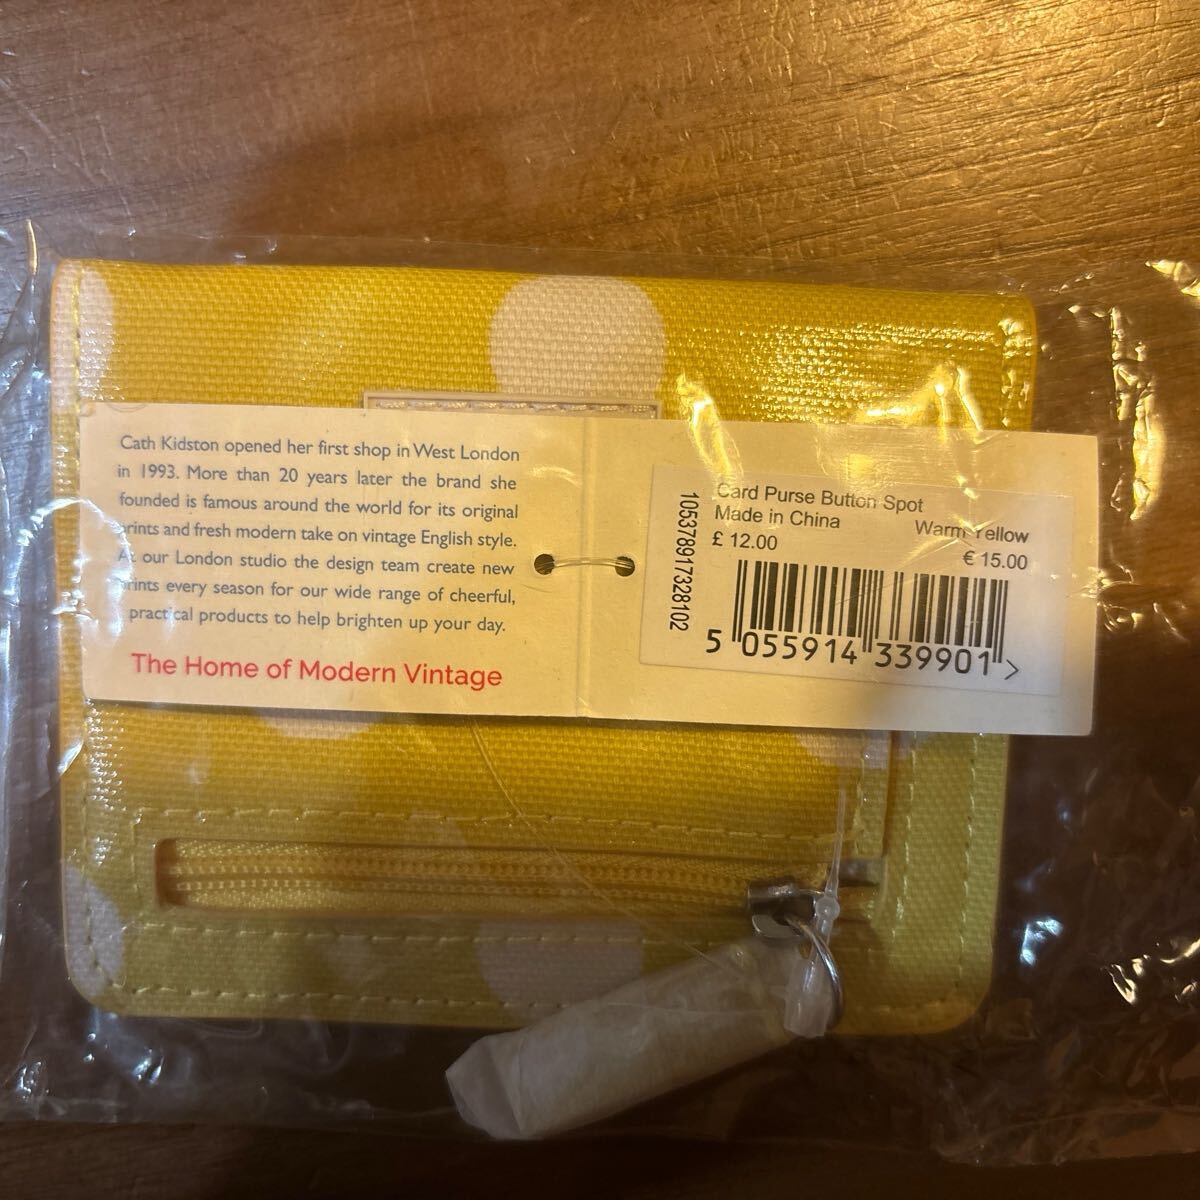 Cath Kidston opened her first shop in West London
in 1993. More than 20 years later the brand she
founded is famous around the world for its original
prints and fresh modern take on vintage English style.
At our London studio the design team create new
prints every season for our wide range of cheerful,
practical products to help brighten up your day.
The Home of Modern Vintage
105378917328102
Card Purse Button Spot
Made in China Warm Yellow
£ 12.00 € 15.00
5 055914 339901 >